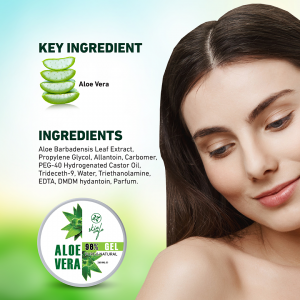 KEY INGREDIENT
Aloe Vera
INGREDIENTS
Aloe Barbadensis Leaf Extract,
Propylene Glycol, Allantoin, Carbomer,
PEG-40 Hydrogenated Castor Oil,
Trideceth-9, Water, Triethanolamine,
EDTA, DMDM hydantoin, Parfum.
ALOE
VERA
98% GEL
NATURAL